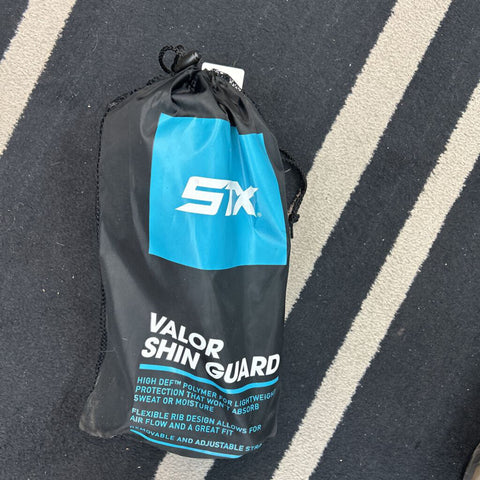 STX
VALOR
SHIN GUARD
HIGH DEF™ POLYMER FOR LIGHTWEIGHT
PROTECTION THAT WON'T ABSORB
SWEAT OR MOISTURE
FLEXIBLE RIB DESIGN ALLOWS FOR
AIR FLOW AND A GREAT FIT
REMOVABLE AND ADJUSTABLE